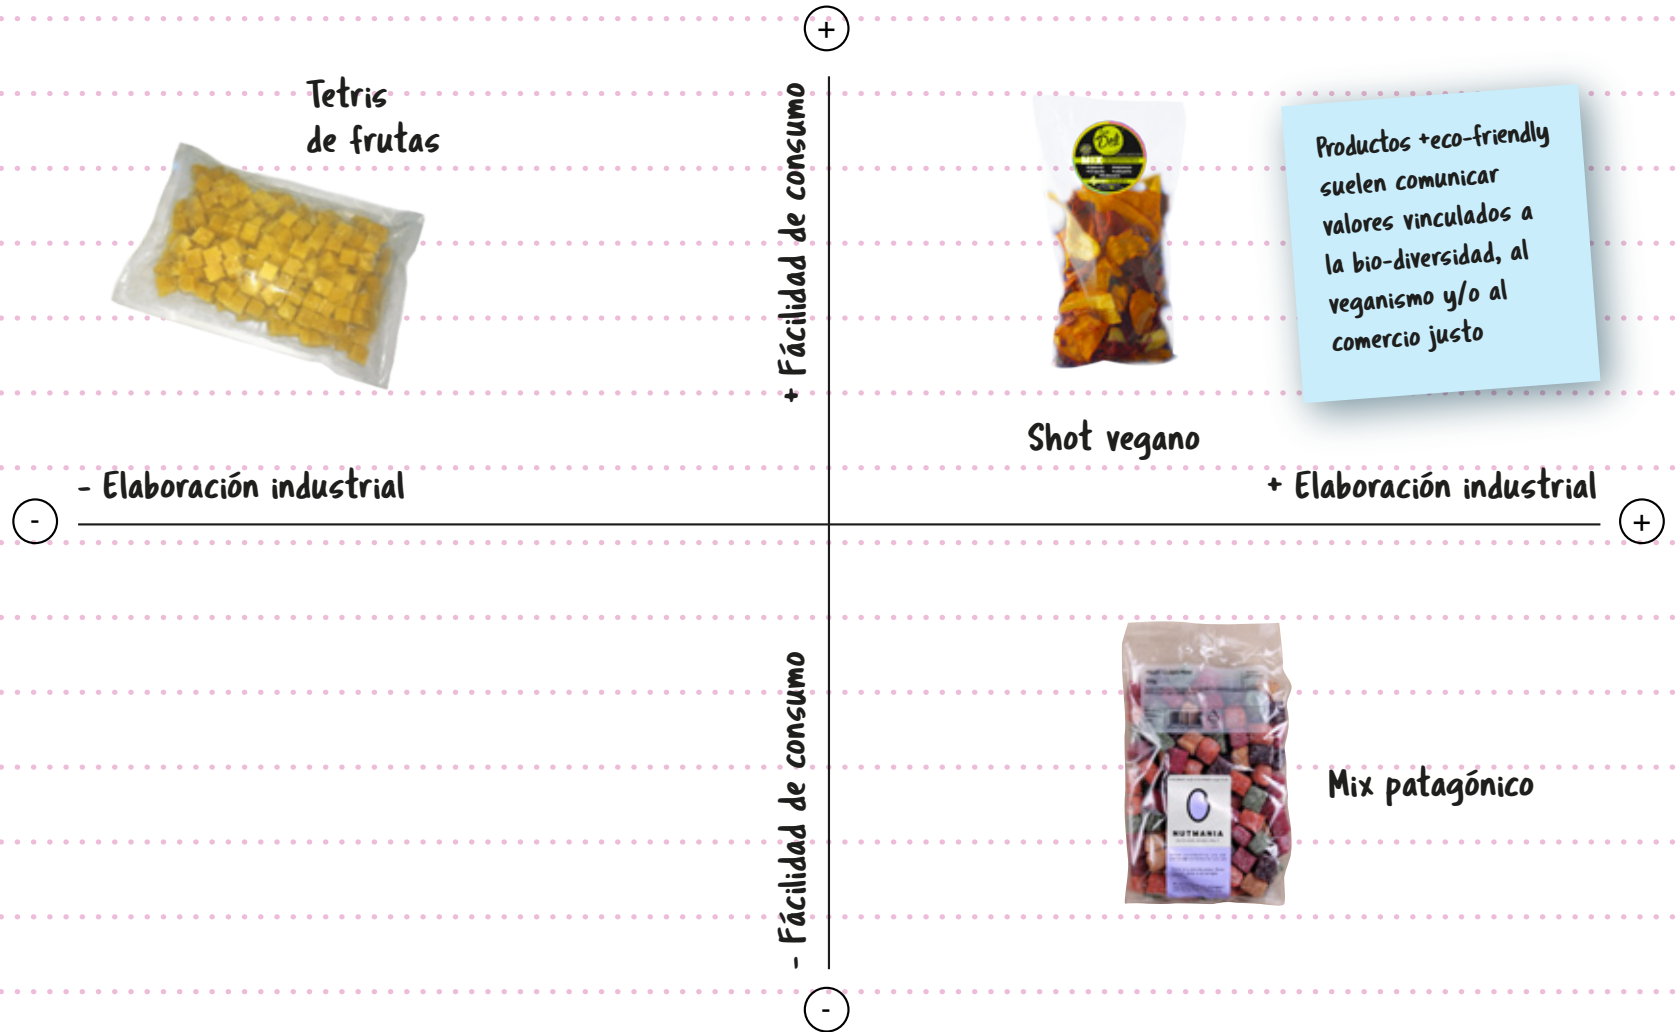 +
Tetris
de frutas
+ Fácilidad de consumo
MIX
Productos +eco-friendly
suelen comunicar
valores vinculados a
la bio-diversidad, al
veganismo y/o al
comercio justo
Shot vegano
- Elaboración industrial
+ Elaboración industrial
-
+
- Fácilidad de consumo
NUTMANIA
Mix patagónico
-